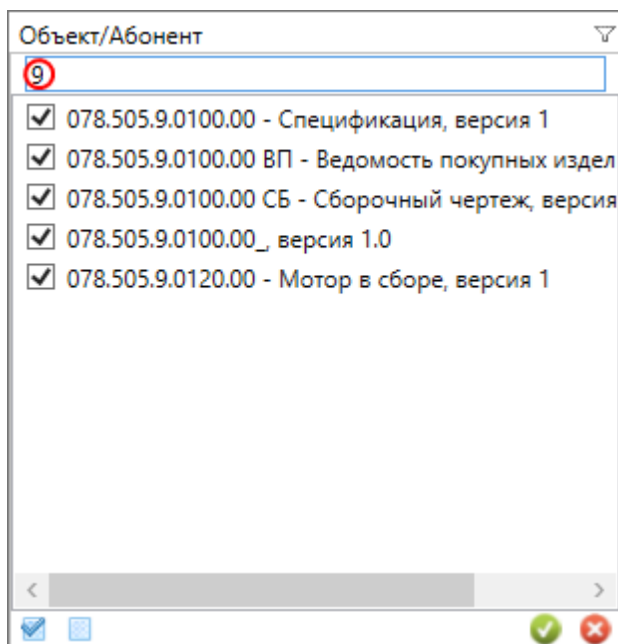 Объект/Абонент
9
078.505.9.0100.00 - Спецификация, версия 1
078.505.9.0100.00 ВП - Ведомость покупных издел
078.505.9.0100.00 СБ - Сборочный чертеж, версия
078.505.9.0100.00_, версия 1.0
078.505.9.0120.00 - Мотор в сборе, версия 1